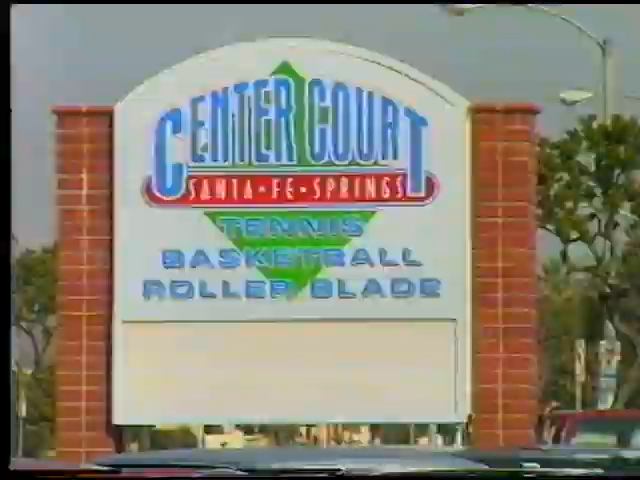 CENTER COURT
SANTA • FE • SPRINGS
TENNIS
BASKETBALL
ROLLER BLADE